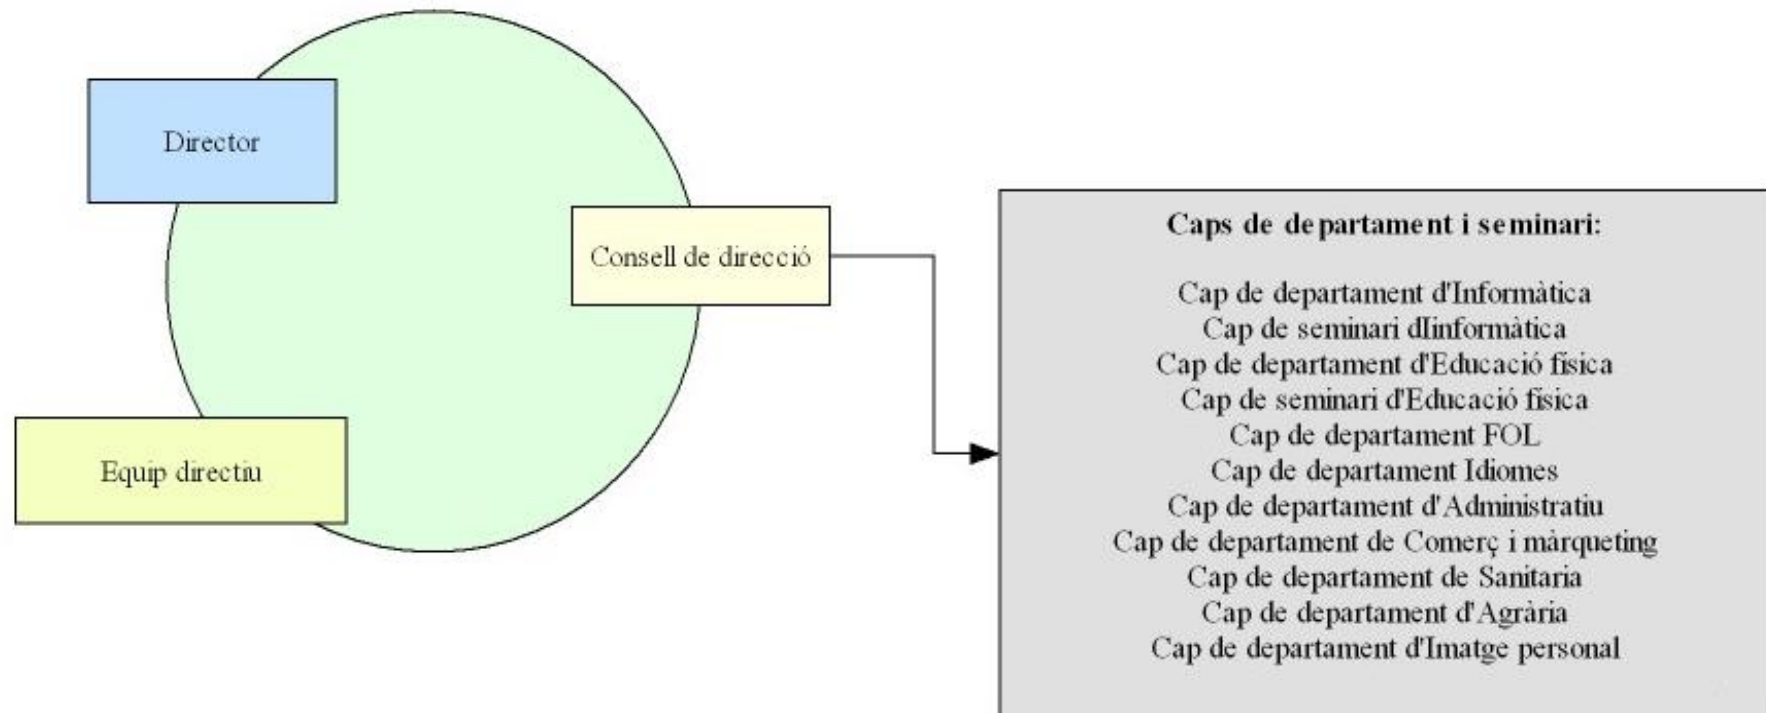 Director
Consell de direcció
Equip directiu
Caps de departament i seminari:
Cap de departament d'Informàtica
Cap de seminari dIinformàtica
Cap de departament d'Educació física
Cap de seminari d'Educació física
Cap de departament FOL
Cap de departament Idiomes
Cap de departament d'Administratiu
Cap de departament de Comerç i màrqueting
Cap de departament de Sanitaria
Cap de departament d'Agrària
Cap de departament d'Imatge personal